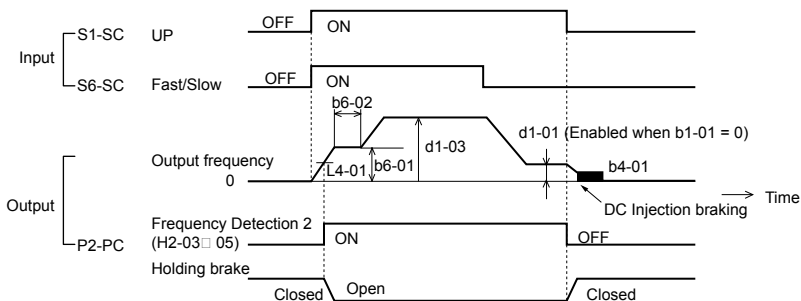 S1-SC UP OFF ON
Input
S6-SC Fast/Slow OFF ON
b6-02
d1-01 (Enabled when b1-01 = 0)
Output frequency
0
L4-01
b6-01
d1-03
b4-01
DC Injection braking
Time
Output
Frequency Detection 2
(H2-03□ 05)
P2-PC
ON
OFF
Holding brake
Closed
Open
Closed